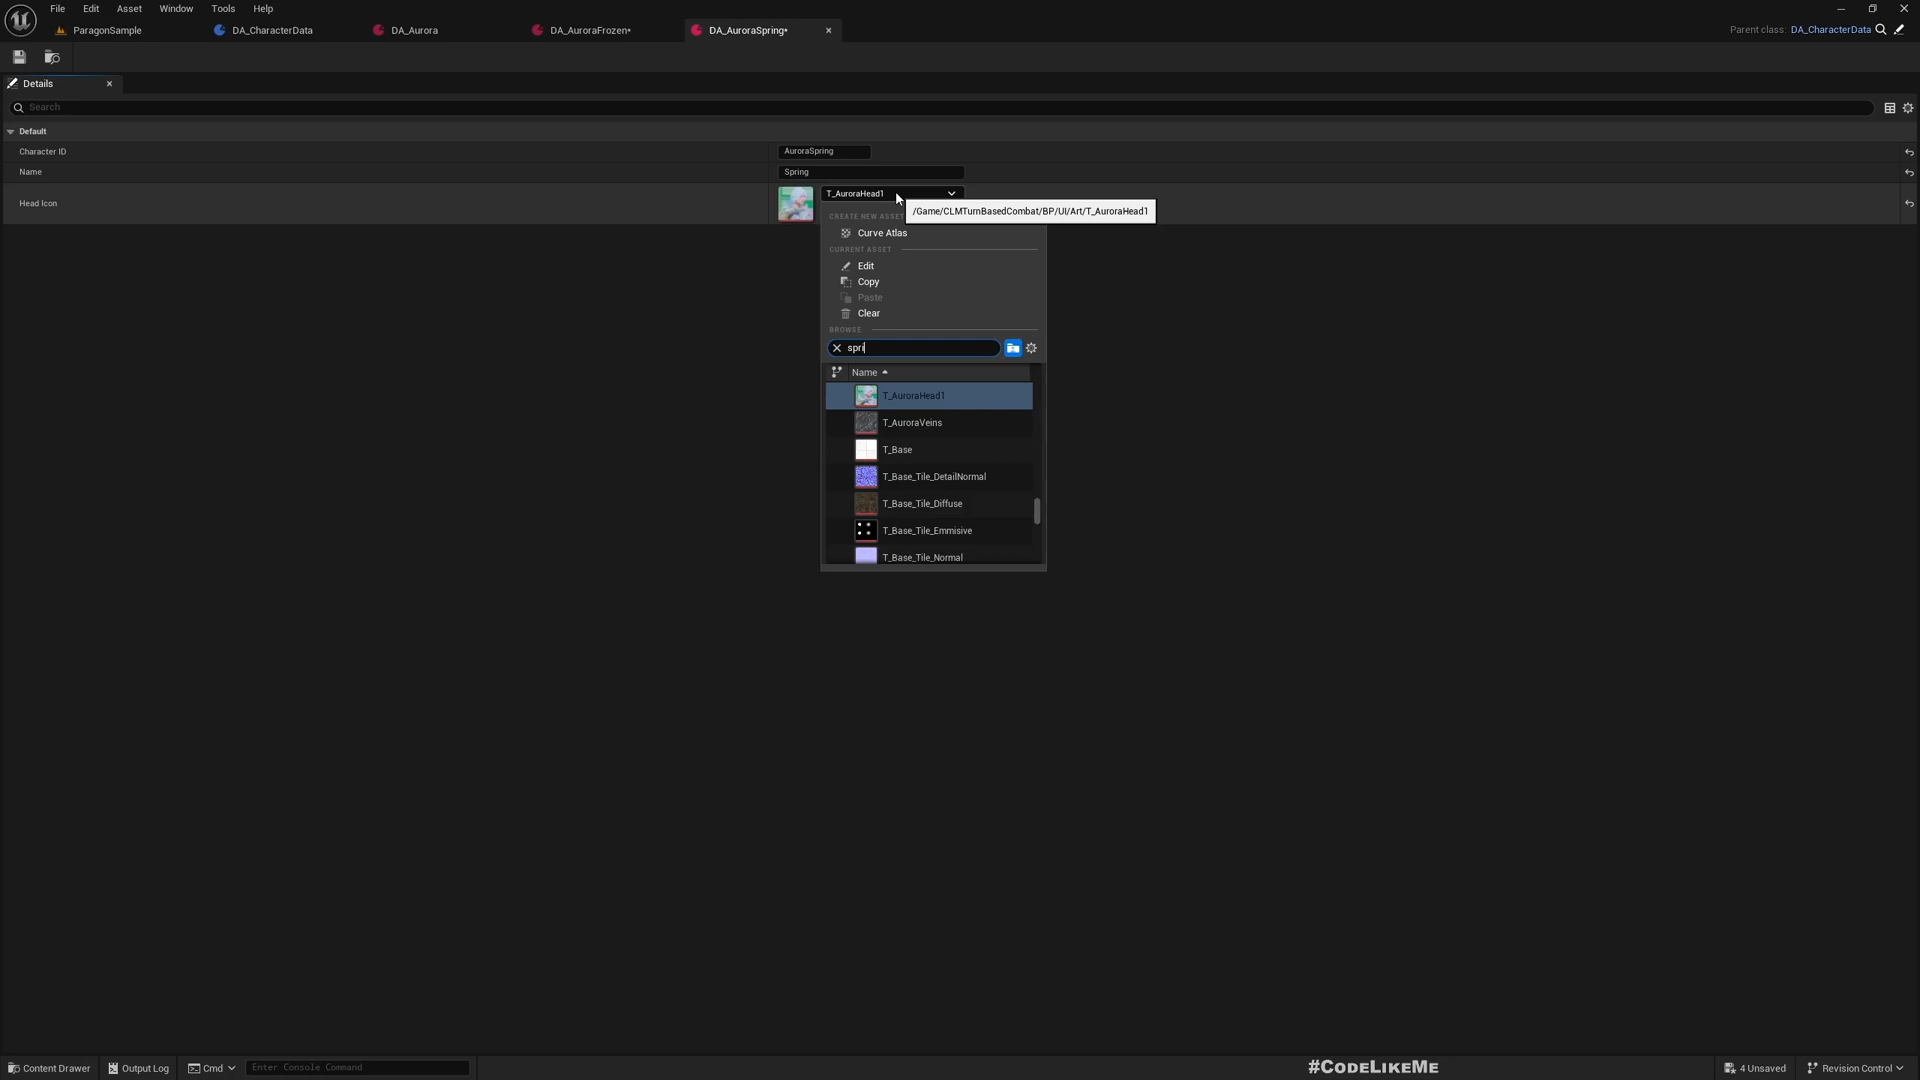 File Edit Asset Window Tools Help
ParagonSample DA_CharacterData DA_Aurora DA_AuroraFrozen* DA_AuroraSpring*
Parent class: DA_CharacterData
Details
Search
Default
Character ID AuroraSpring
Name Spring
Head Icon T_AuroraHead1
/Game/CLMTurnBasedCombat/BP/UI/Art/T_AuroraHead1
CREATE NEW ASSET
Curve Atlas
CURRENT ASSET
Edit
Copy
Paste
Clear
BROWSE
spri
Name
T_AuroraHead1
T_AuroraVeins
T_Base
T_Base_Tile_DetailNormal
T_Base_Tile_Diffuse
T_Base_Tile_Emmisive
T_Base_Tile_Normal
Content Drawer Output Log Cmd Enter Console Command #CODELIKEME 4 Unsaved Revision Control